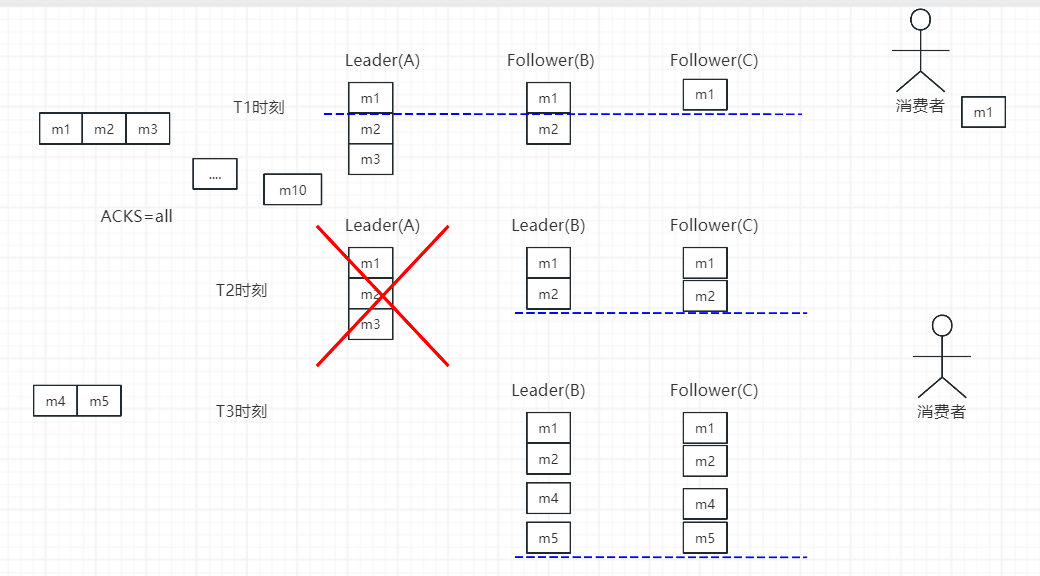 Leader(A) Follower(B) Follower(C)
T1时刻 m1 m1 m1 消费者 m1
m1 m2 m3 m2 m2
m3
....
m10
ACKS=all
Leader(A) Leader(B) Follower(C)
T2时刻 m1 m1 m1
m2 m2 m2
m3
Leader(B) Follower(C)
m4 m5 T3时刻 消费者
m1 m1
m2 m2
m4 m4
m5 m5